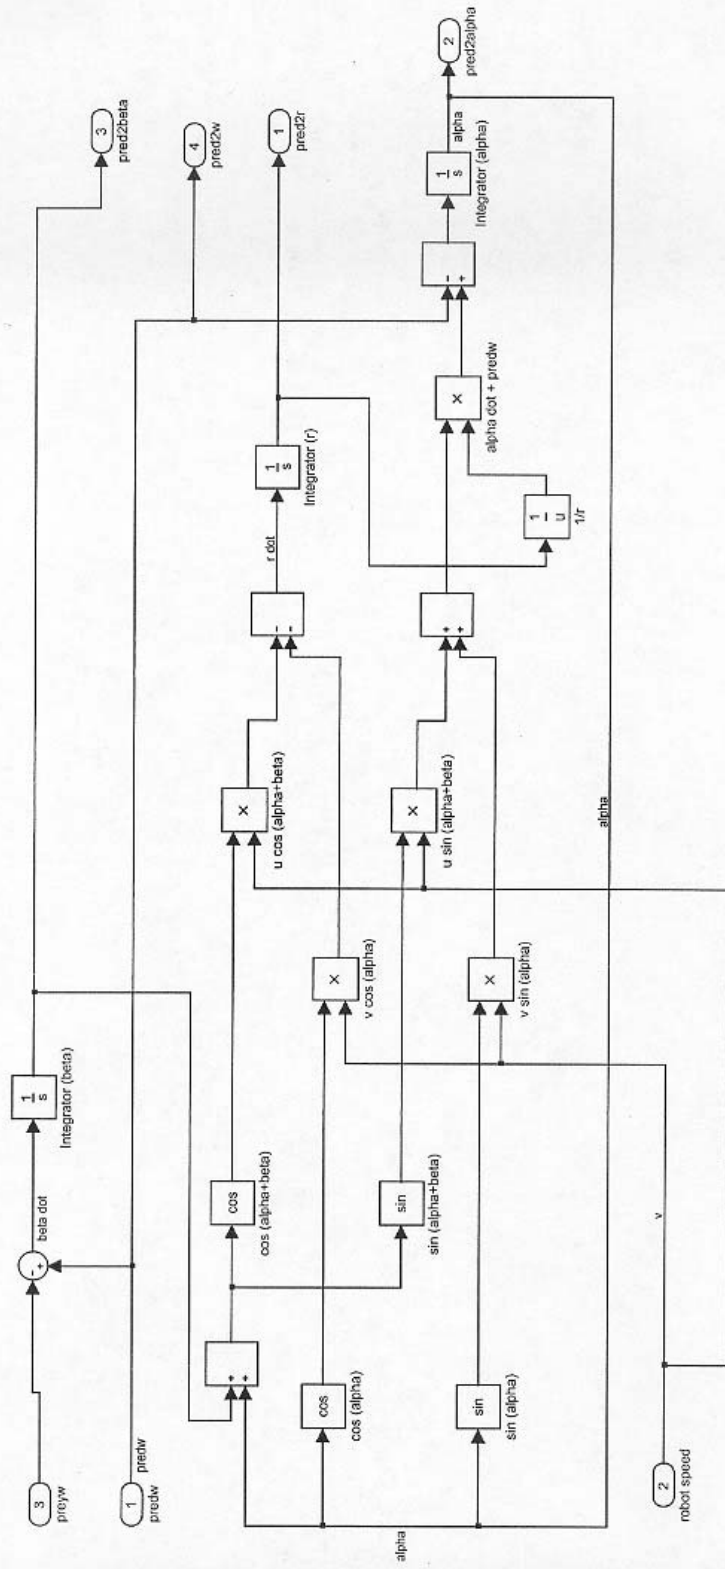 3
preyw
1
predw
predw
-
+
beta dot
1
s
Integrator (beta)
3
pred2beta
4
pred2w
+
+
cos
cos (alpha+beta)
×
u cos (alpha+beta)
-
-
r dot
1
s
Integrator (r)
1
pred2r
cos
cos (alpha)
×
v cos (alpha)
sin
sin (alpha+beta)
×
u sin (alpha+beta)
+
+
×
alpha dot + predw
-
+
1
s
Integrator (alpha)
alpha
2
pred2alpha
sin
sin (alpha)
×
v sin (alpha)
1
u
1/r
alpha
alpha
2
robot speed
v